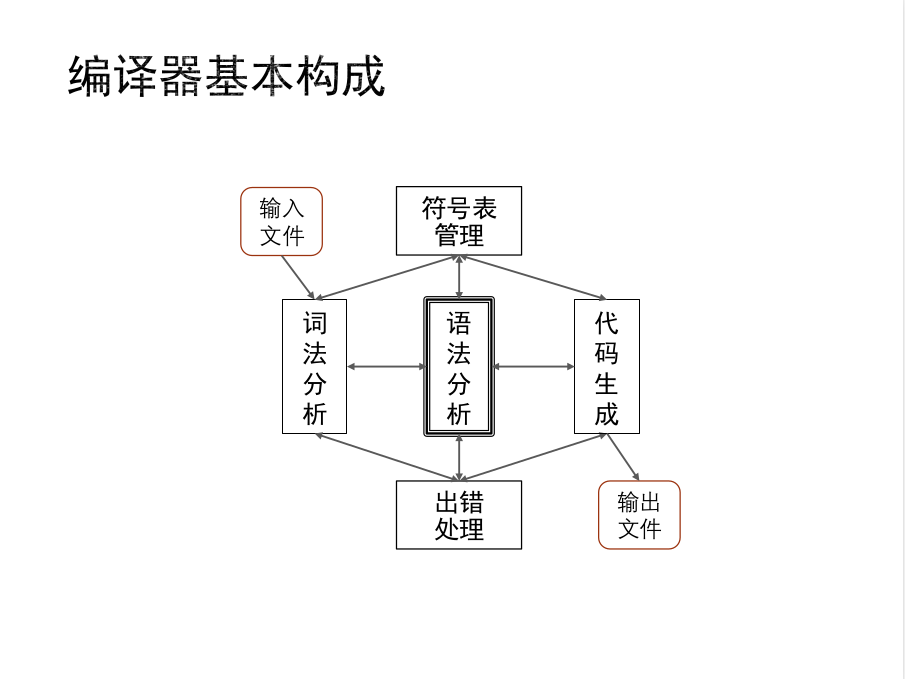 编译器基本构成
输入
文件
符号表
管理
词
法
分
析
语
法
分
析
代
码
生
成
出错
处理
输出
文件